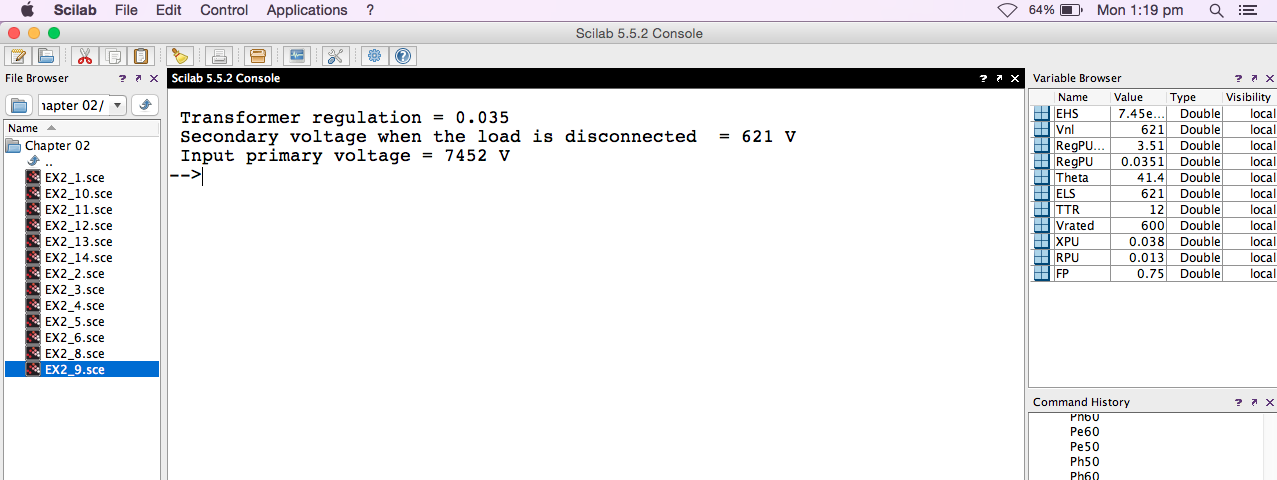 Scilab File Edit Control Applications ? 64% Mon 1:19 pm
Scilab 5.5.2 Console
File Browser ? ↗ X
Scilab 5.5.2 Console ? ↗ X
Variable Browser ? ↗ X
hapter 02/
Name
Chapter 02
..
EX2_1.sce
EX2_10.sce
EX2_11.sce
EX2_12.sce
EX2_13.sce
EX2_14.sce
EX2_2.sce
EX2_3.sce
EX2_4.sce
EX2_5.sce
EX2_6.sce
EX2_8.sce
EX2_9.sce
Transformer regulation = 0.035
Secondary voltage when the load is disconnected = 621 V
Input primary voltage = 7452 V
-->
Name Value Type Visibility
EHS 7.45e... Double local
Vnl 621 Double local
RegPU... 3.51 Double local
RegPU 0.0351 Double local
Theta 41.4 Double local
ELS 621 Double local
TTR 12 Double local
Vrated 600 Double local
XPU 0.038 Double local
RPU 0.013 Double local
FP 0.75 Double local
Command History ? ↗ X
Ph60
Pe60
Pe50
Ph50
Ph60